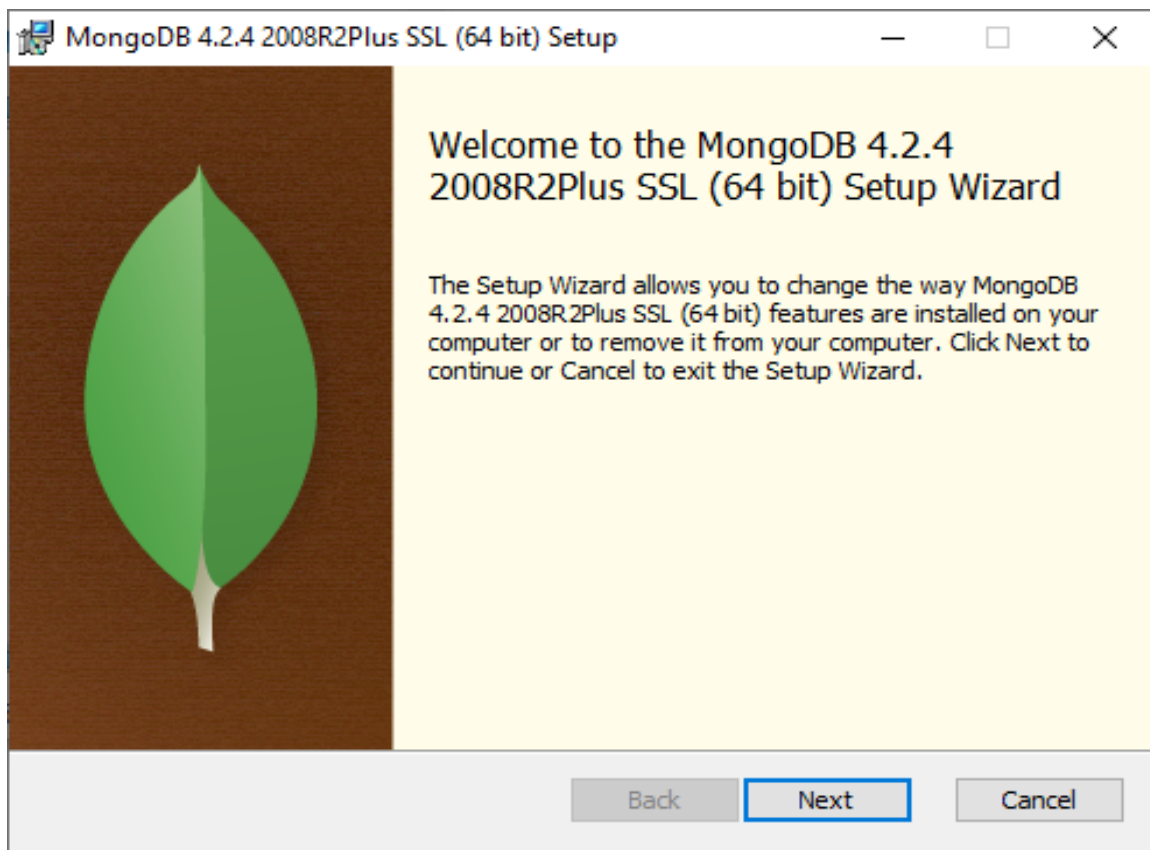 MongoDB 4.2.4 2008R2Plus SSL (64 bit) Setup
Welcome to the MongoDB 4.2.4
2008R2Plus SSL (64 bit) Setup Wizard
The Setup Wizard allows you to change the way MongoDB
4.2.4 2008R2Plus SSL (64 bit) features are installed on your
computer or to remove it from your computer. Click Next to
continue or Cancel to exit the Setup Wizard.
Back Next Cancel